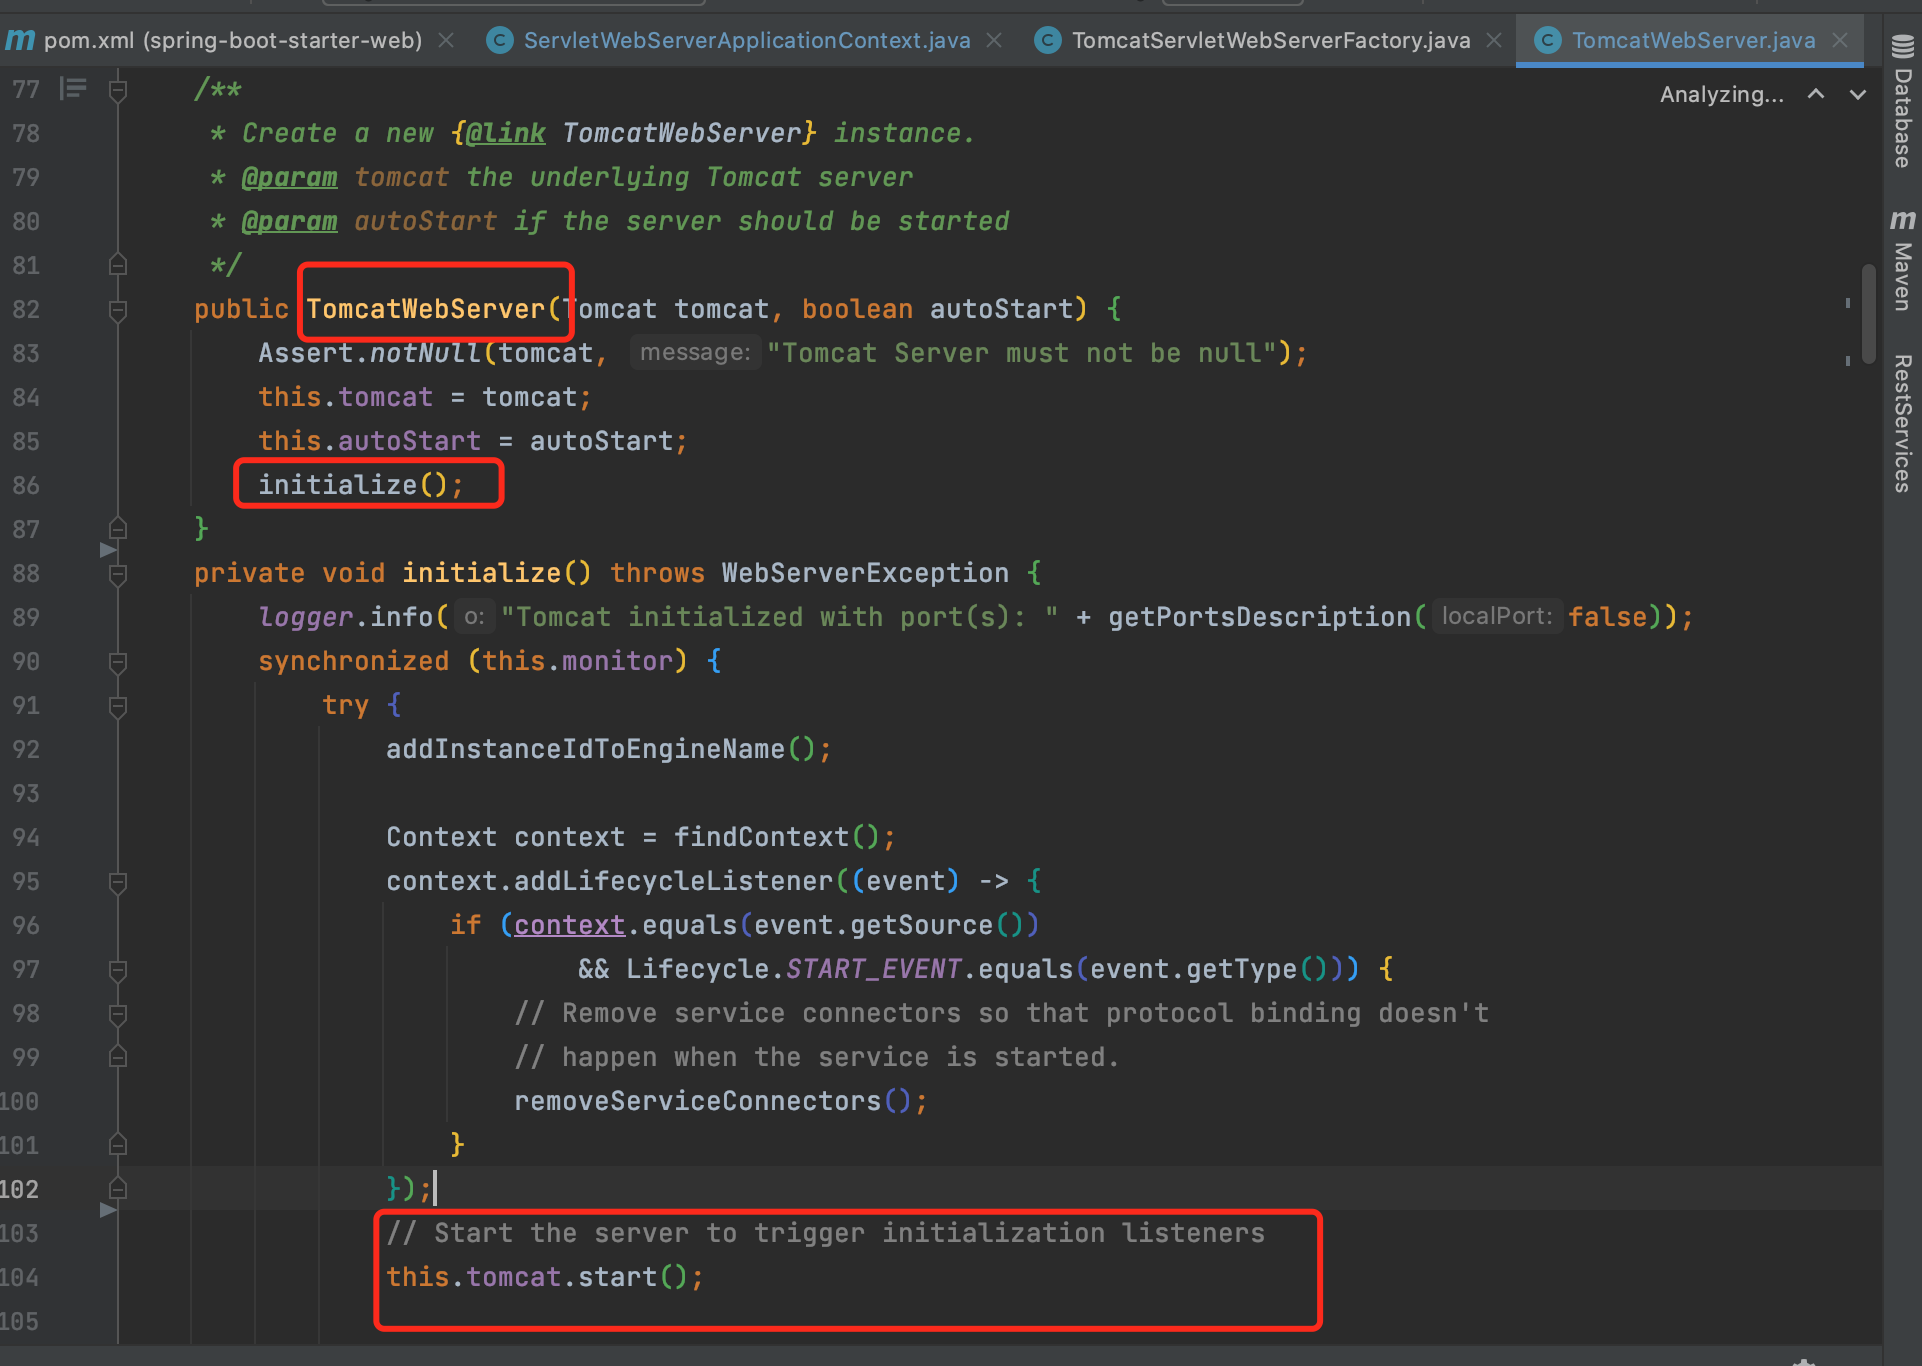 m pom.xml (spring-boot-starter-web) C ServletWebServerApplicationContext.java C TomcatServletWebServerFactory.java C TomcatWebServer.java
Analyzing...
77 /**
78 * Create a new {@link TomcatWebServer} instance.
79 * @param tomcat the underlying Tomcat server
80 * @param autoStart if the server should be started
81 */
82 public TomcatWebServer(Tomcat tomcat, boolean autoStart) {
83 Assert.notNull(tomcat, message: "Tomcat Server must not be null");
84 this.tomcat = tomcat;
85 this.autoStart = autoStart;
86 initialize();
87 }
88 private void initialize() throws WebServerException {
89 logger.info( o: "Tomcat initialized with port(s): " + getPortsDescription( localPort: false));
90 synchronized (this.monitor) {
91 try {
92 addInstanceIdToEngineName();
93
94 Context context = findContext();
95 context.addLifecycleListener((event) -> {
96 if (context.equals(event.getSource())
97 && Lifecycle.START_EVENT.equals(event.getType())) {
98 // Remove service connectors so that protocol binding doesn't
99 // happen when the service is started.
100 removeServiceConnectors();
101 }
102 });
103 // Start the server to trigger initialization listeners
104 this.tomcat.start();
105
Database
m Maven
RestServices